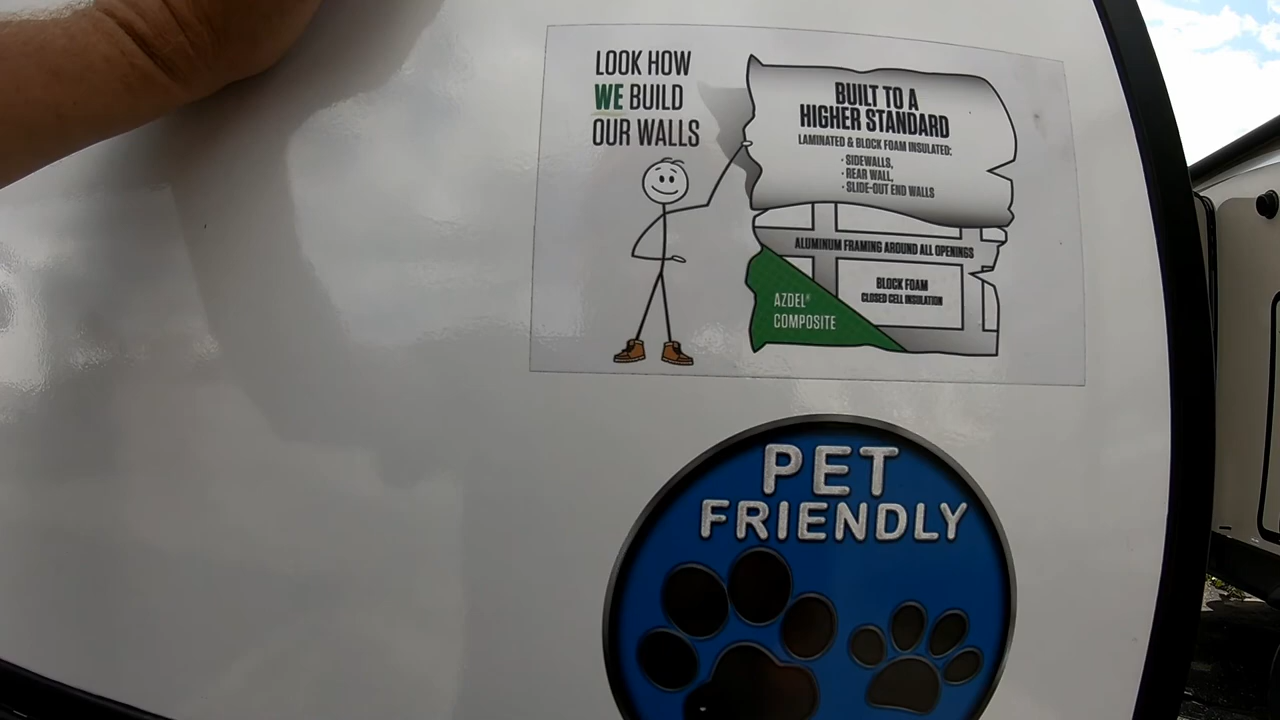 LOOK HOW
WE BUILD
OUR WALLS
BUILT TO A
HIGHER STANDARD
LAMINATED & BLOCK FOAM INSULATED:
· SIDEWALLS,
· REAR WALL,
· SLIDE-OUT END WALLS
ALUMINUM FRAMING AROUND ALL OPENINGS
BLOCK FOAM
CLOSED CELL INSULATION
AZDEL®
COMPOSITE
PET
FRIENDLY